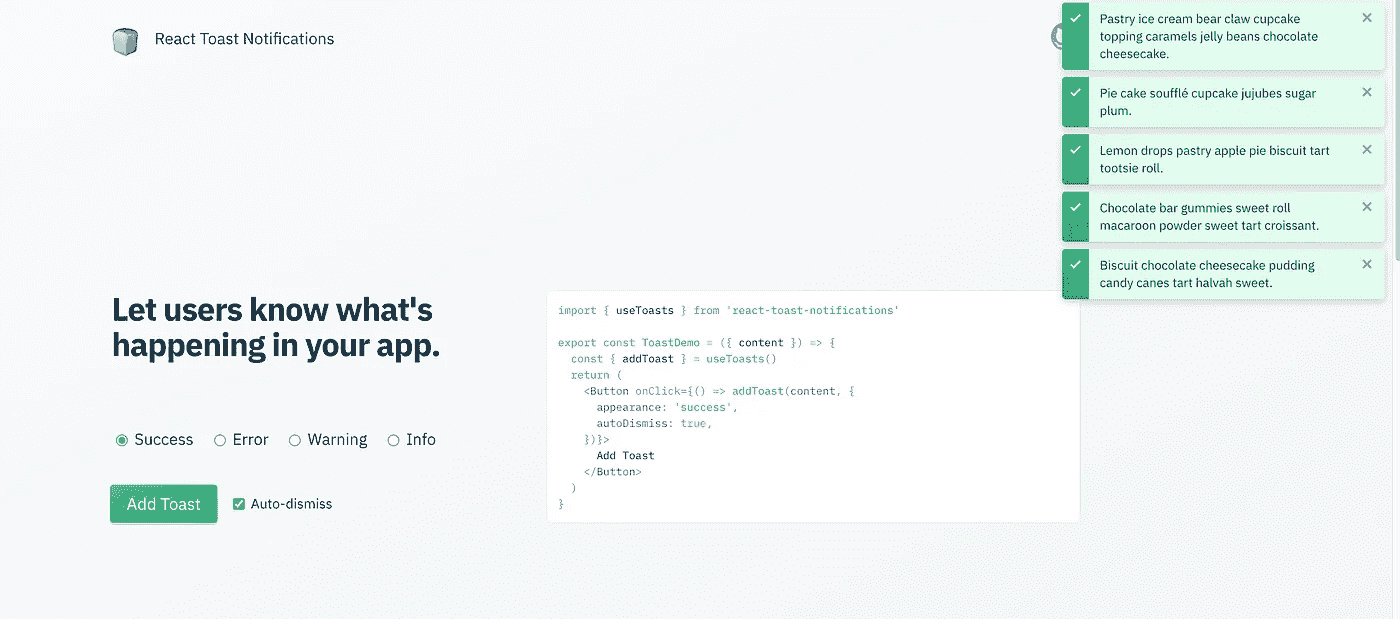 React Toast Notifications
Pastry ice cream bear claw cupcake
topping caramels jelly beans chocolate
cheesecake.
Pie cake soufflé cupcake jujubes sugar
plum.
Lemon drops pastry apple pie biscuit tart
tootsie roll.
Chocolate bar gummies sweet roll
macaroon powder sweet tart croissant.
Biscuit chocolate cheesecake pudding
candy canes tart halvah sweet.
Let users know what's
happening in your app.
Success Error Warning Info
Add Toast Auto-dismiss
import { useToasts } from 'react-toast-notifications'
export const ToastDemo = ({ content }) => {
  const { addToast } = useToasts()
  return (
    <Button onClick={() => addToast(content, {
      appearance: 'success',
      autoDismiss: true,
    })}>
      Add Toast
    </Button>
  )
}